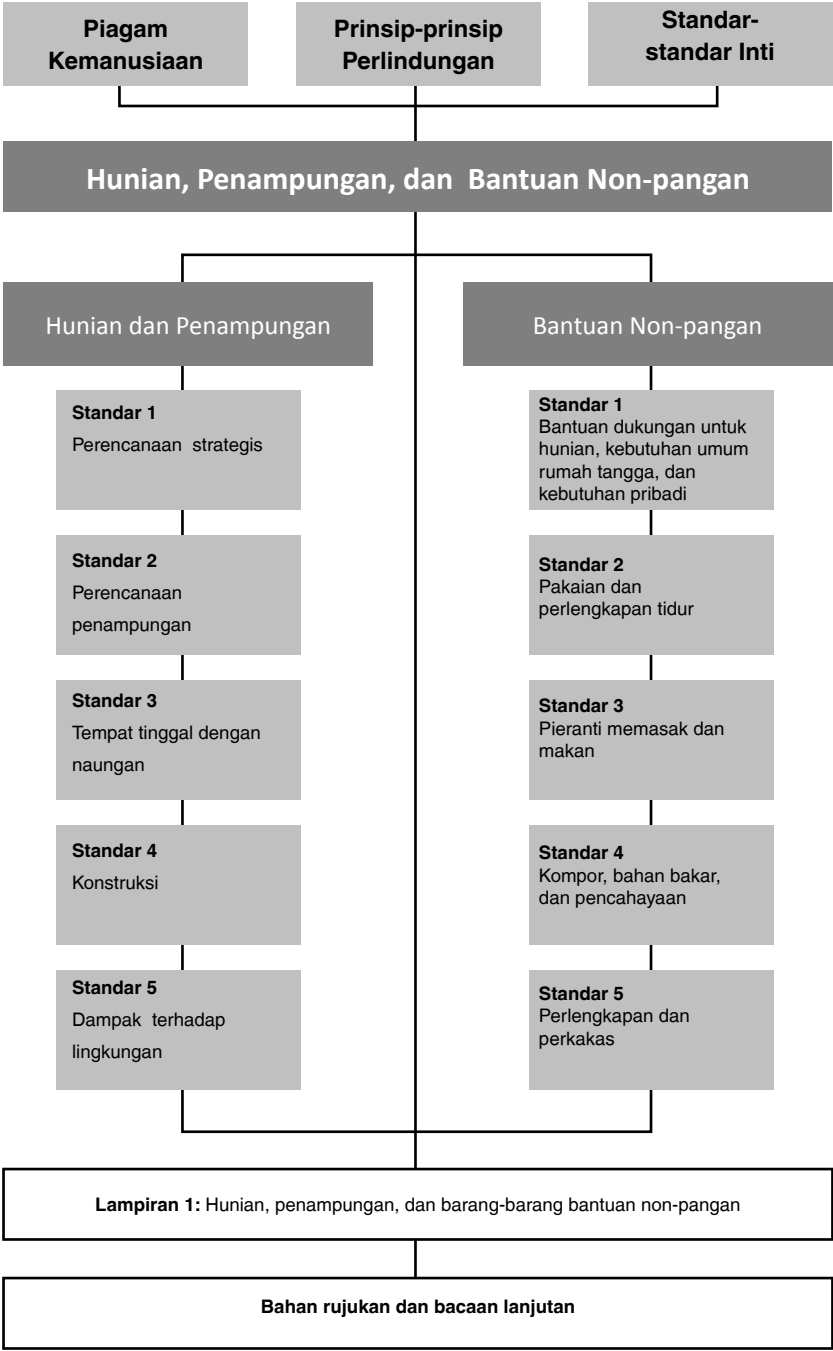 Piagam
Kemanusiaan
Prinsip-prinsip
Perlindungan
Standar-
standar Inti
Hunian, Penampungan, dan Bantuan Non-pangan
Hunian dan Penampungan
Standar 1
Perencanaan strategis
Standar 2
Perencanaan
penampungan
Standar 3
Tempat tinggal dengan
naungan
Standar 4
Konstruksi
Standar 5
Dampak terhadap
lingkungan
Bantuan Non-pangan
Standar 1
Bantuan dukungan untuk
hunian, kebutuhan umum
rumah tangga, dan
kebutuhan pribadi
Standar 2
Pakaian dan
perlengkapan tidur
Standar 3
Pieranti memasak dan
makan
Standar 4
Kompor, bahan bakar,
dan pencahayaan
Standar 5
Perlengkapan dan
perkakas
Lampiran 1: Hunian, penampungan, dan barang-barang bantuan non-pangan
Bahan rujukan dan bacaan lanjutan